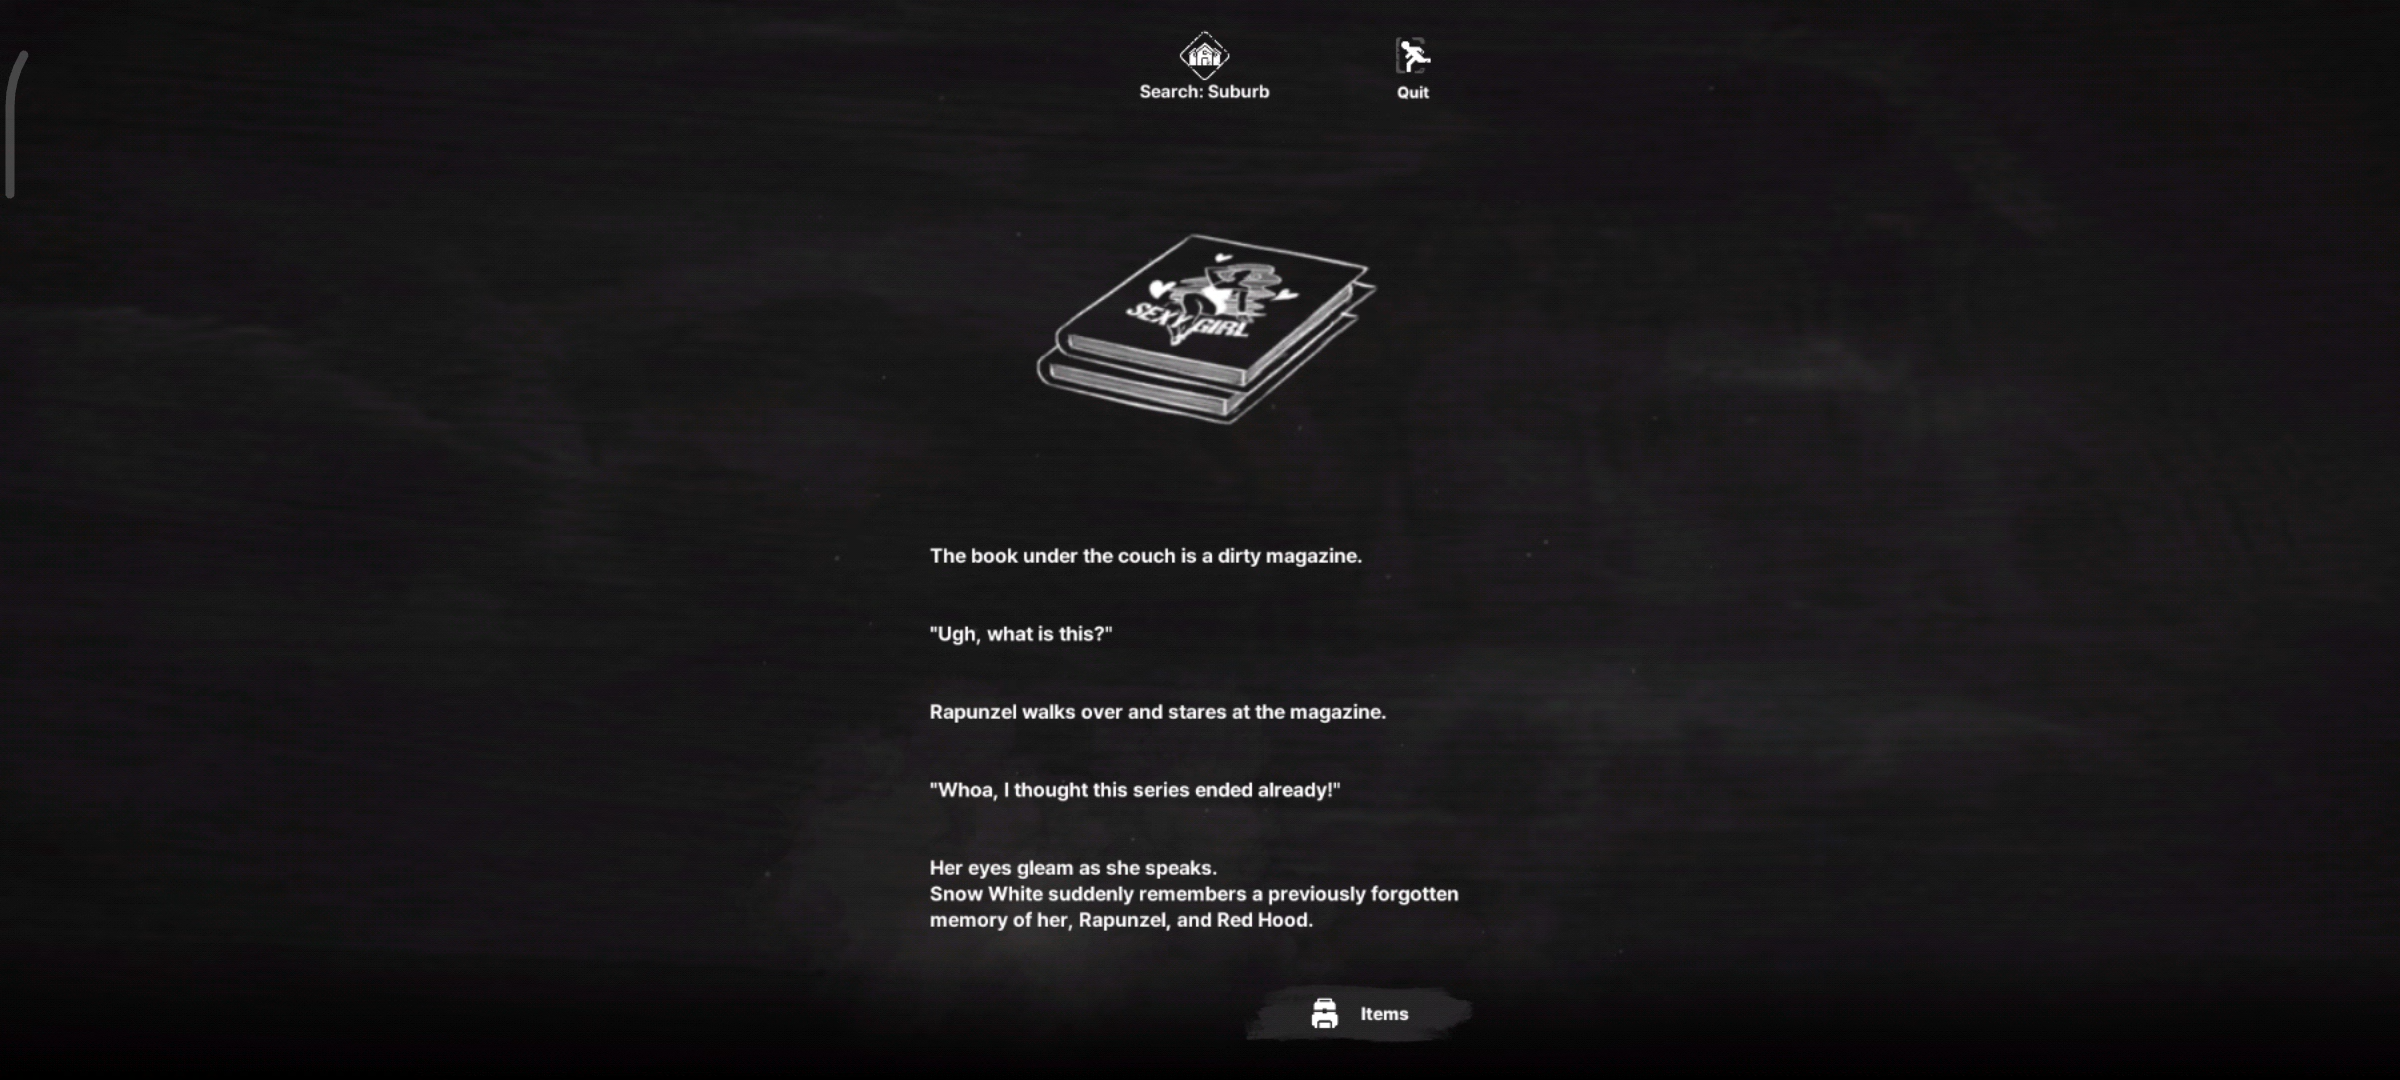 Search: Suburb
Quit
SEXY GIRL
The book under the couch is a dirty magazine.
"Ugh, what is this?"
Rapunzel walks over and stares at the magazine.
"Whoa, I thought this series ended already!"
Her eyes gleam as she speaks.
Snow White suddenly remembers a previously forgotten
memory of her, Rapunzel, and Red Hood.
Items